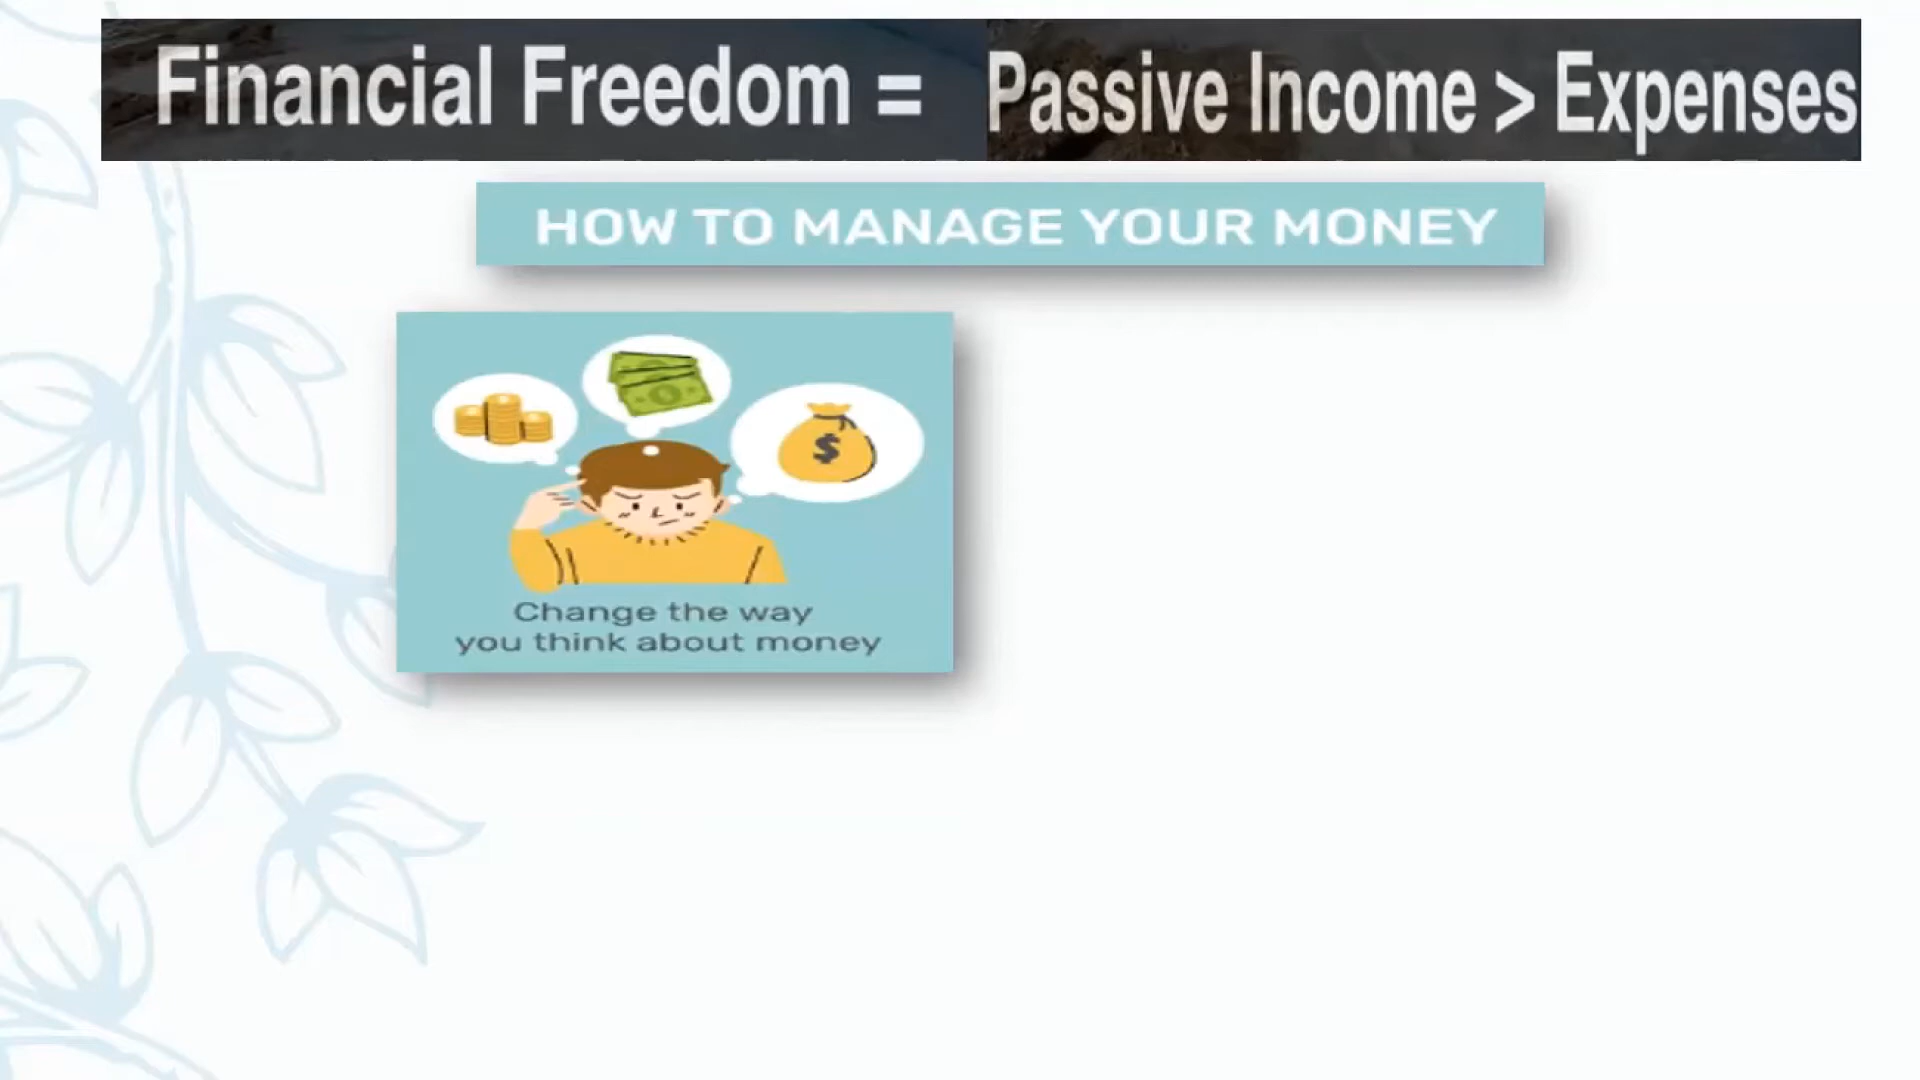 Financial Freedom = Passive Income > Expenses
HOW TO MANAGE YOUR MONEY
$
Change the way
you think about money